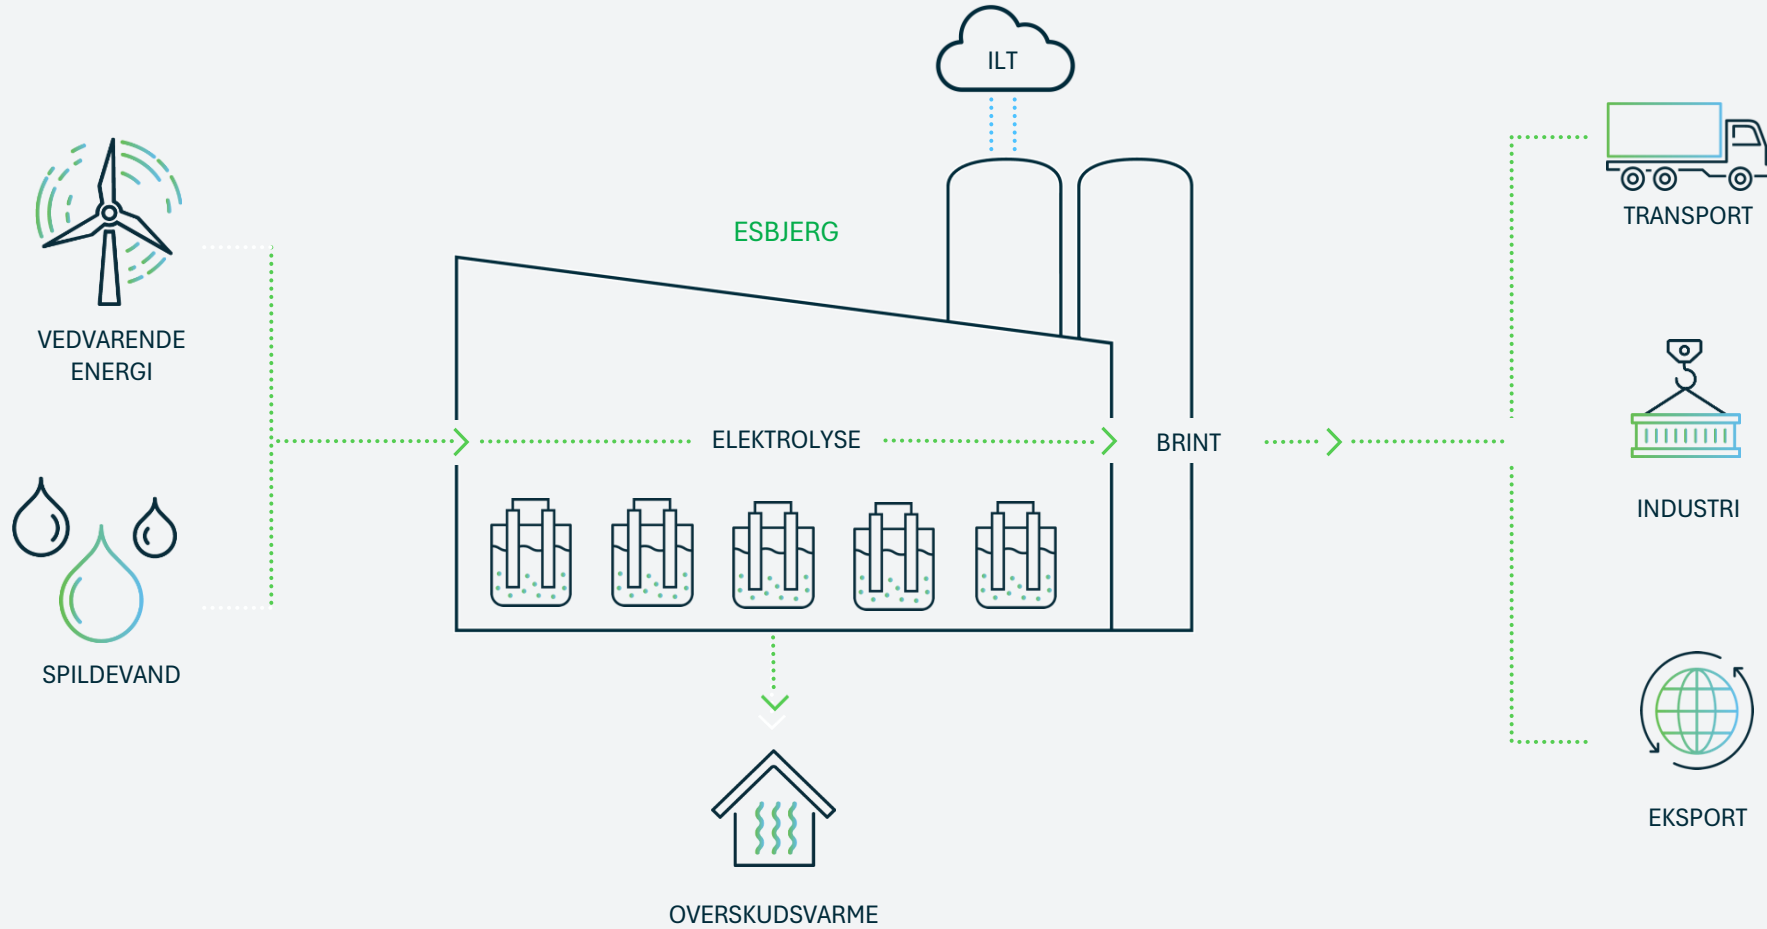 ILT
ESBJERG
VEDVARENDE
ENERGI
SPILDEVAND
ELEKTROLYSE
BRINT
OVERSKUDSVARME
TRANSPORT
INDUSTRI
EKSPORT